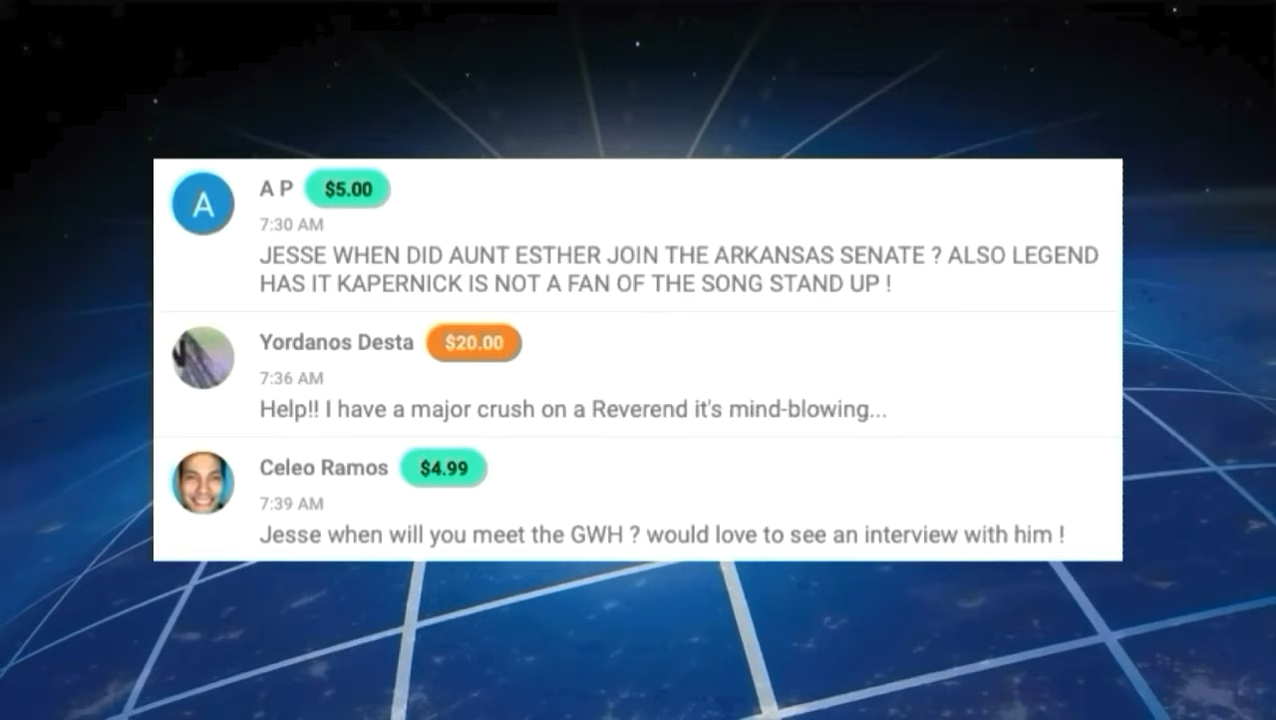 A
A P $5.00
7:30 AM
JESSE WHEN DID AUNT ESTHER JOIN THE ARKANSAS SENATE ? ALSO LEGEND
HAS IT KAPERNICK IS NOT A FAN OF THE SONG STAND UP !
Yordanos Desta $20.00
7:36 AM
Help!! I have a major crush on a Reverend it's mind-blowing...
Celeo Ramos $4.99
7:39 AM
Jesse when will you meet the GWH ? would love to see an interview with him !